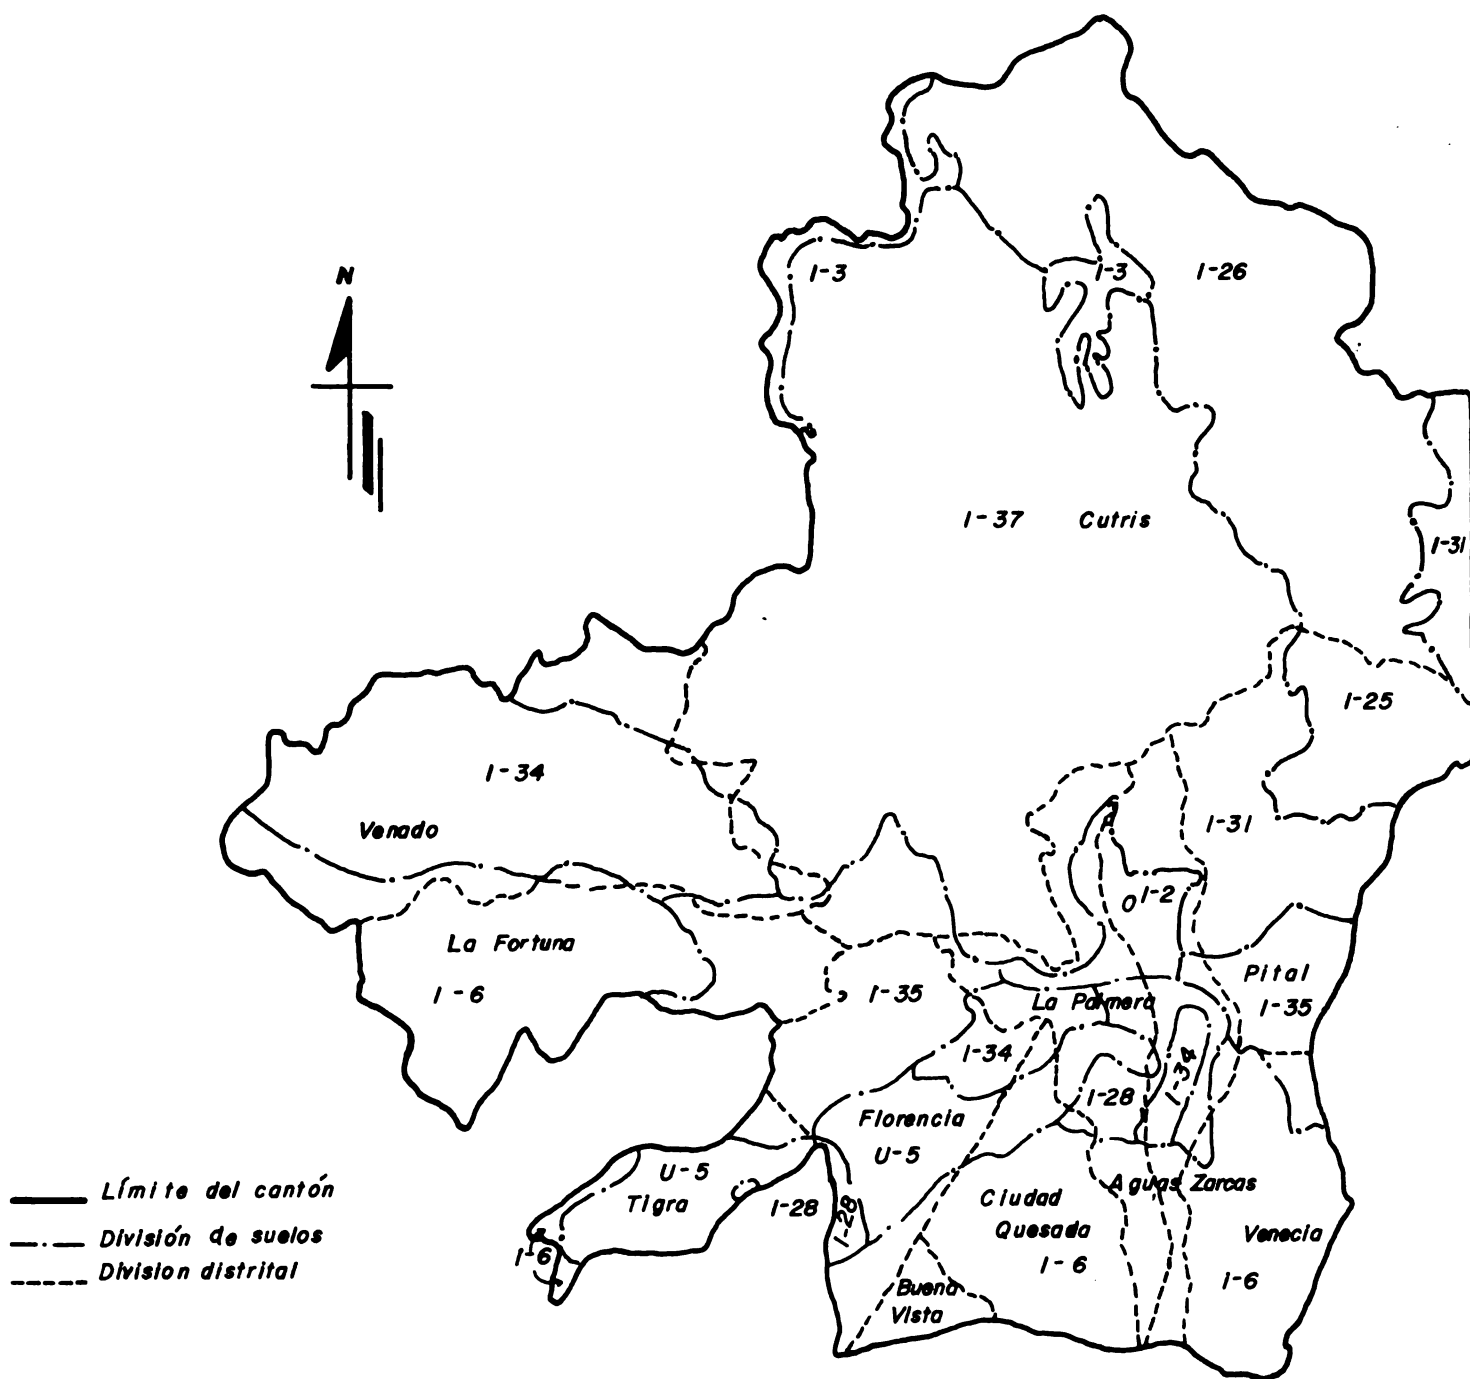 N
I-3
I-3
I-26
I-37 Cutris
I-31
I-25
I-34
Venado
I-31
I-2
O
La Fortuna
I-6
I-35
La Palmera
Pital
I-35
I-34
I-34
I-28
Florencia
U-5
U-5
Tigra
I-28
I-28
I-6
Ciudad
Quesada
I-6
Aguas Zarcas
Venecia
I-6
Buena
Vista
Límite del cantón
División de suelos
Division distrital